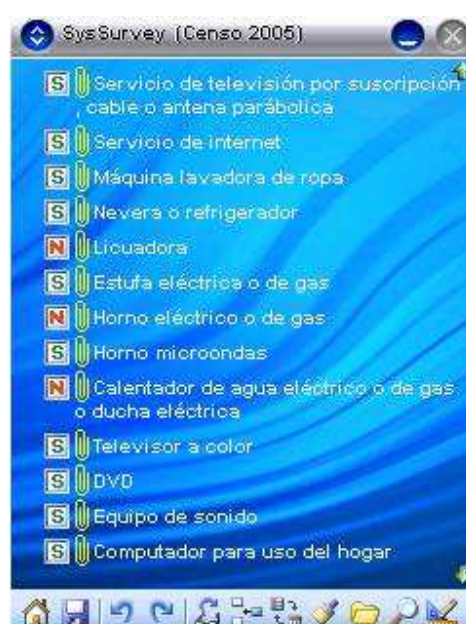 SysSurvey (Censo 2005)
S Servicio de televisión por suscripción
, cable o antena parábolica
S Servicio de internet
S Máquina lavadora de ropa
S Nevera o refrigerador
N Licuadora
S Estufa eléctrica o de gas
N Horno eléctrico o de gas
S Horno microondas
N Calentador de agua eléctrico o de gas
o ducha eléctrica
S Televisor a color
S DVD
S Equipo de sonido
S Computador para uso del hogar